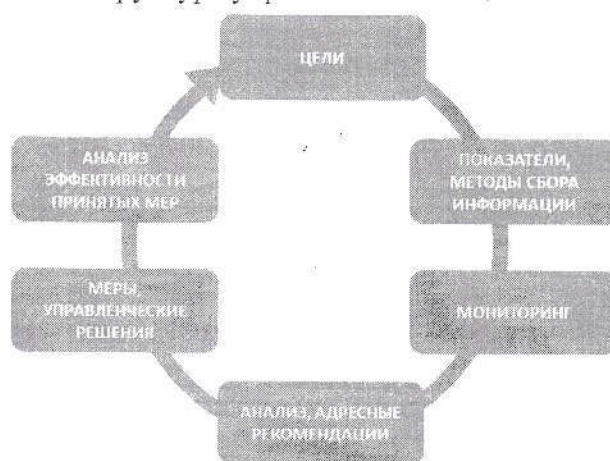 ЦЕЛИ
ПОКАЗАТЕЛИ,
МЕТОДЫ СБОРА
ИНФОРМАЦИИ
МОНИТОРИНГ
АНАЛИЗ, АДРЕСНЫЕ
РЕКОМЕНДАЦИИ
МЕРЫ,
УПРАВЛЕНЧЕСКИЕ
РЕШЕНИЯ
АНАЛИЗ
ЭФФЕКТИВНОСТИ
ПРИНЯТЫХ МЕР